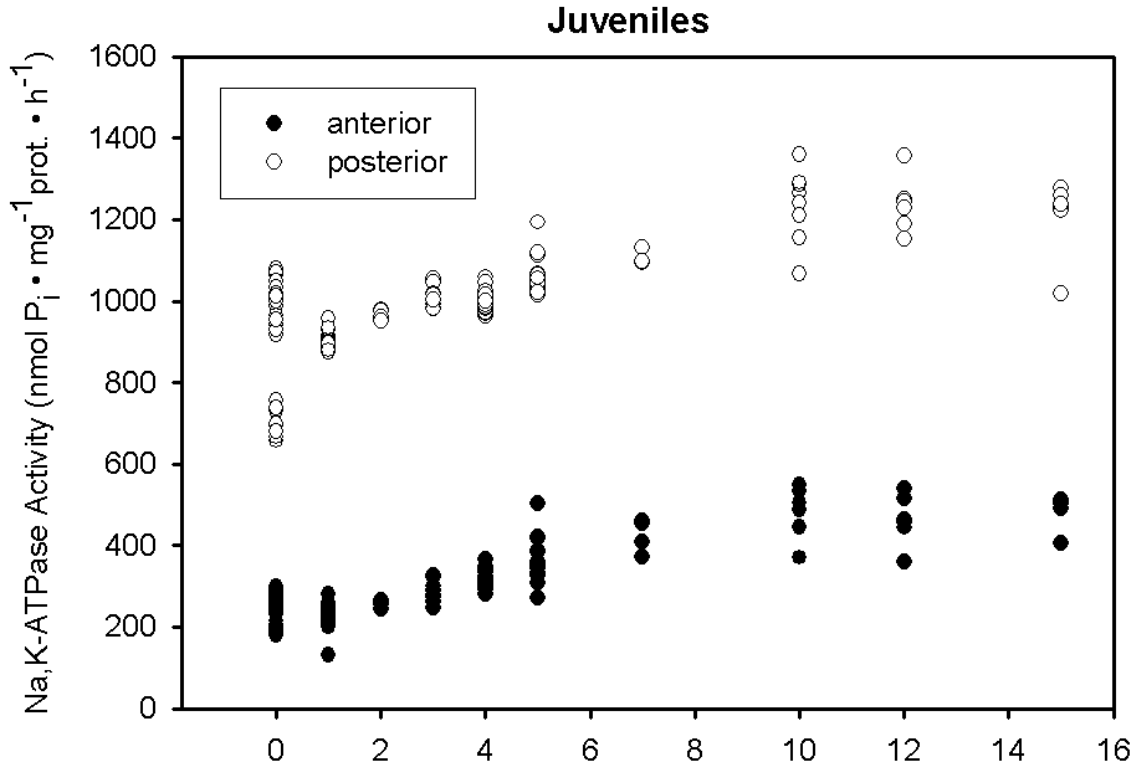 Juveniles
Na,K-ATPase Activity (nmol Pi • mg-1prot. • h-1)
1600
1400
1200
1000
800
600
400
200
0
anterior
posterior
0 2 4 6 8 10 12 14 16